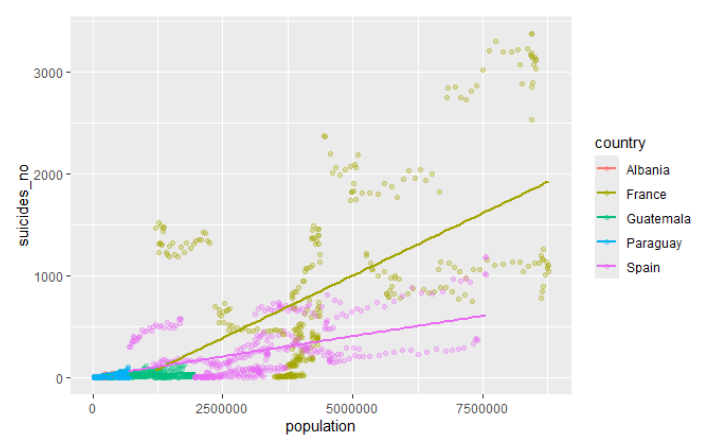 3000
2000
1000
0
suicides_no
0
2500000
5000000
7500000
population
country
Albania
France
Guatemala
Paraguay
Spain